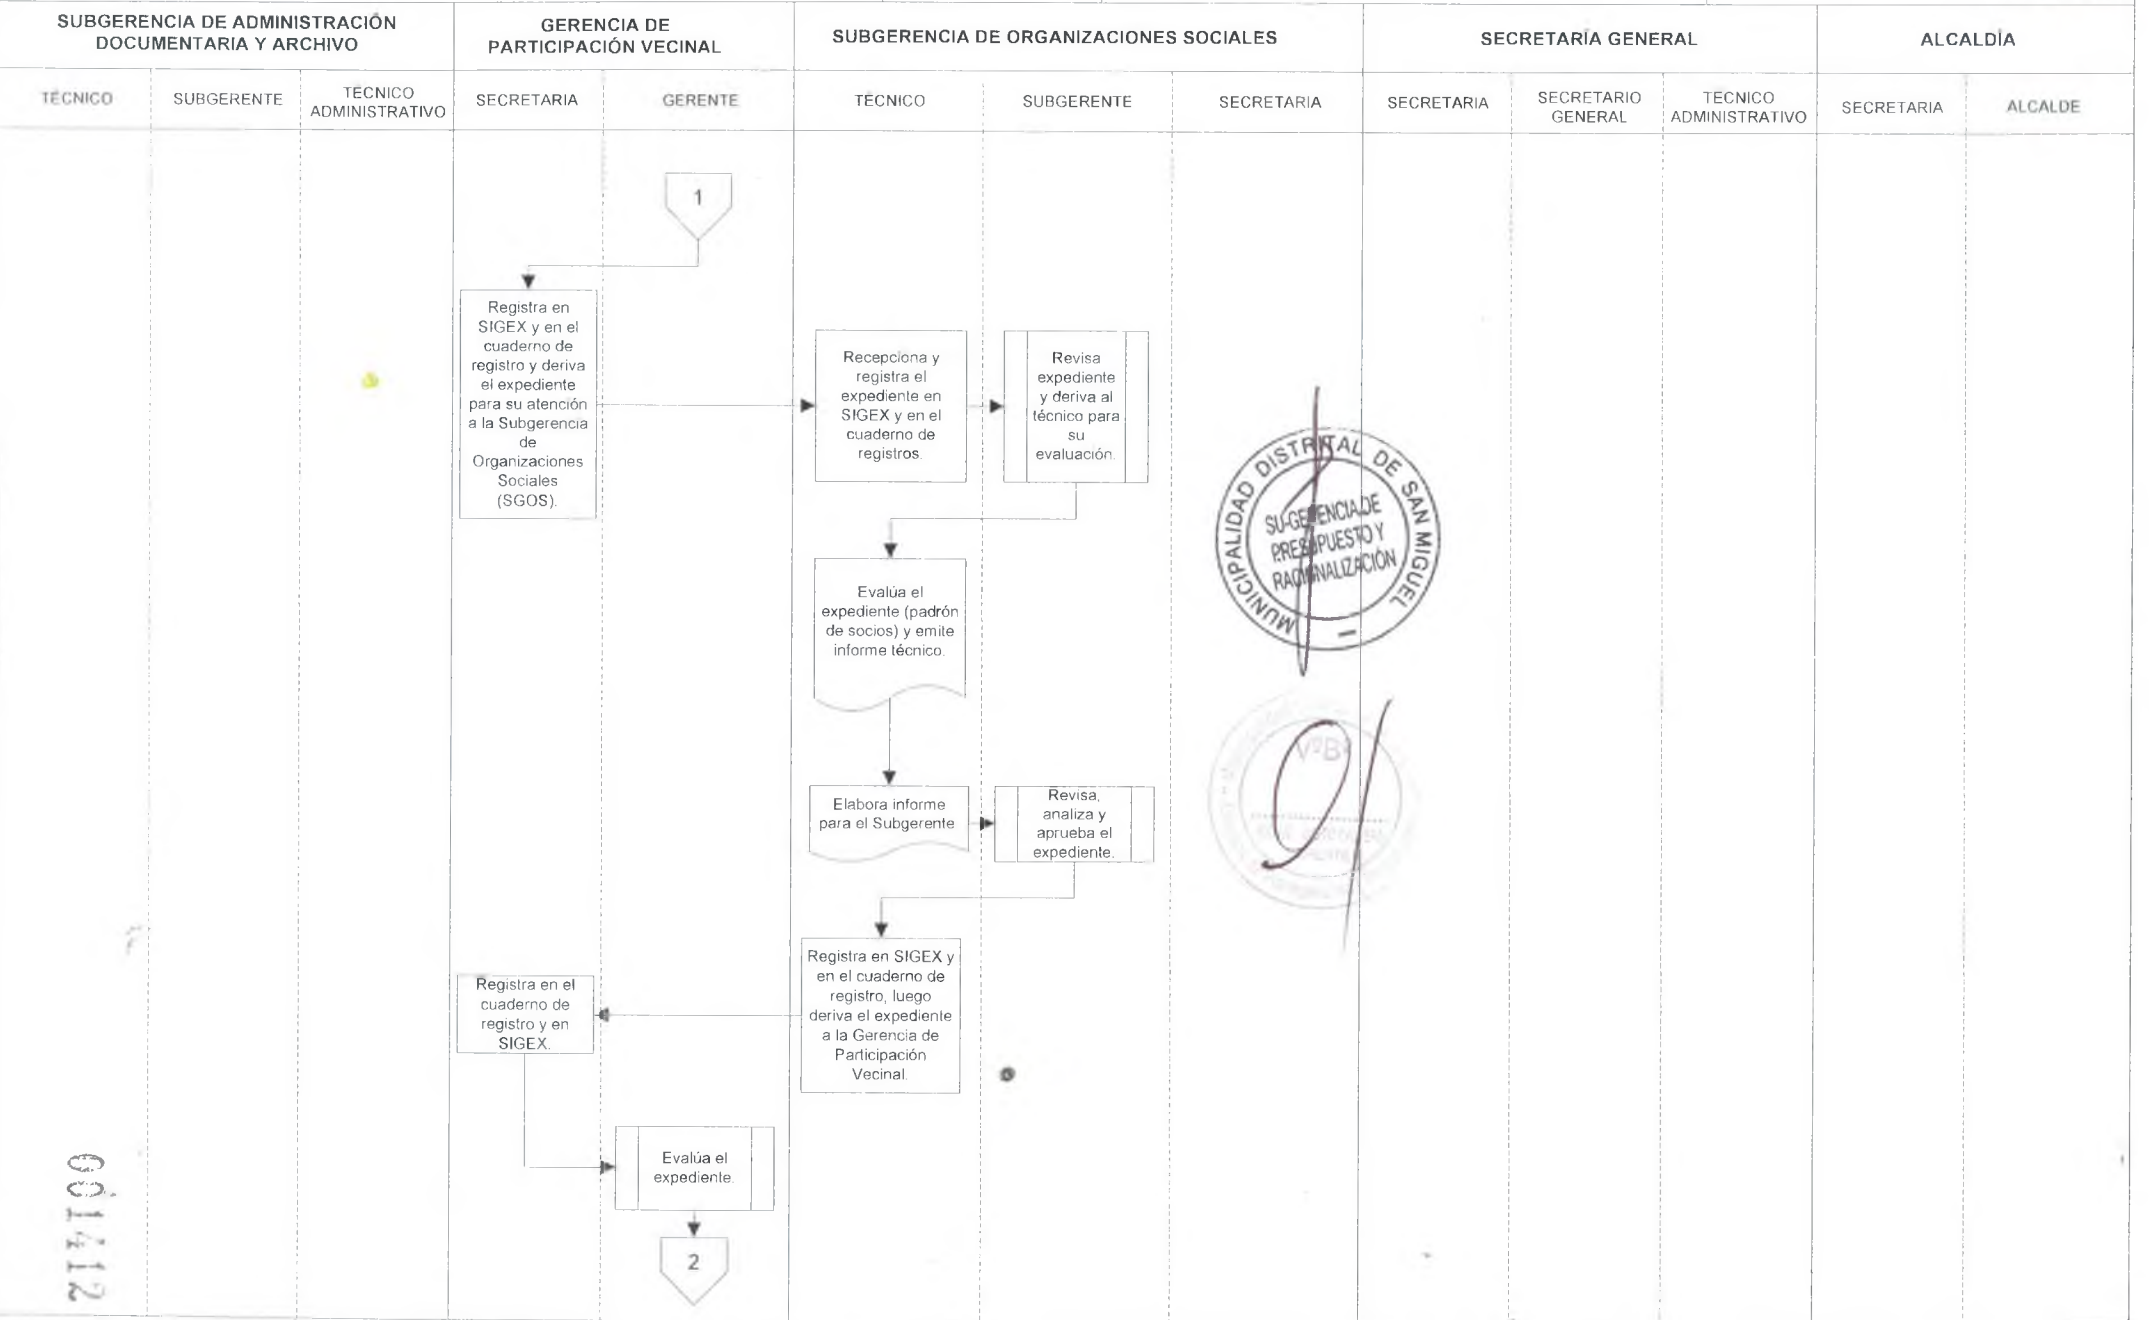 SUBGERENCIA DE ADMINISTRACIÓN
DOCUMENTARIA Y ARCHIVO
GERENCIA DE
PARTICIPACIÓN VECINAL
SUBGERENCIA DE ORGANIZACIONES SOCIALES
SECRETARÍA GENERAL
ALCALDÍA
TÉCNICO
SUBGERENTE
TÉCNICO
ADMINISTRATIVO
SECRETARIA
GERENTE
TÉCNICO
SUBGERENTE
SECRETARIA
SECRETARIA
SECRETARIO
GENERAL
TÉCNICO
ADMINISTRATIVO
SECRETARIA
ALCALDE
1
Registra en
SIGEX y en el
cuaderno de
registro y deriva
el expediente
para su atención
a la Subgerencia
de
Organizaciones
Sociales
(SGOS).
Recepciona y
registra el
expediente en
SIGEX y en el
cuaderno de
registros.
Revisa
expediente
y deriva al
técnico para
su
evaluación.
MUNICIPALIDAD DISTRITAL DE SAN MIGUEL
SU-GERENCIA DE
PRESUPUESTO Y
RACIONALIZACIÓN
Evalúa el
expediente (padrón
de socios) y emite
informe técnico.
VºBº
Elabora informe
para el Subgerente
Revisa,
analiza y
aprueba el
expediente.
Registra en SIGEX y
en el cuaderno de
registro, luego
deriva el expediente
a la Gerencia de
Participación
Vecinal.
Registra en el
cuaderno de
registro y en
SIGEX.
Evalúa el
expediente.
2
001412